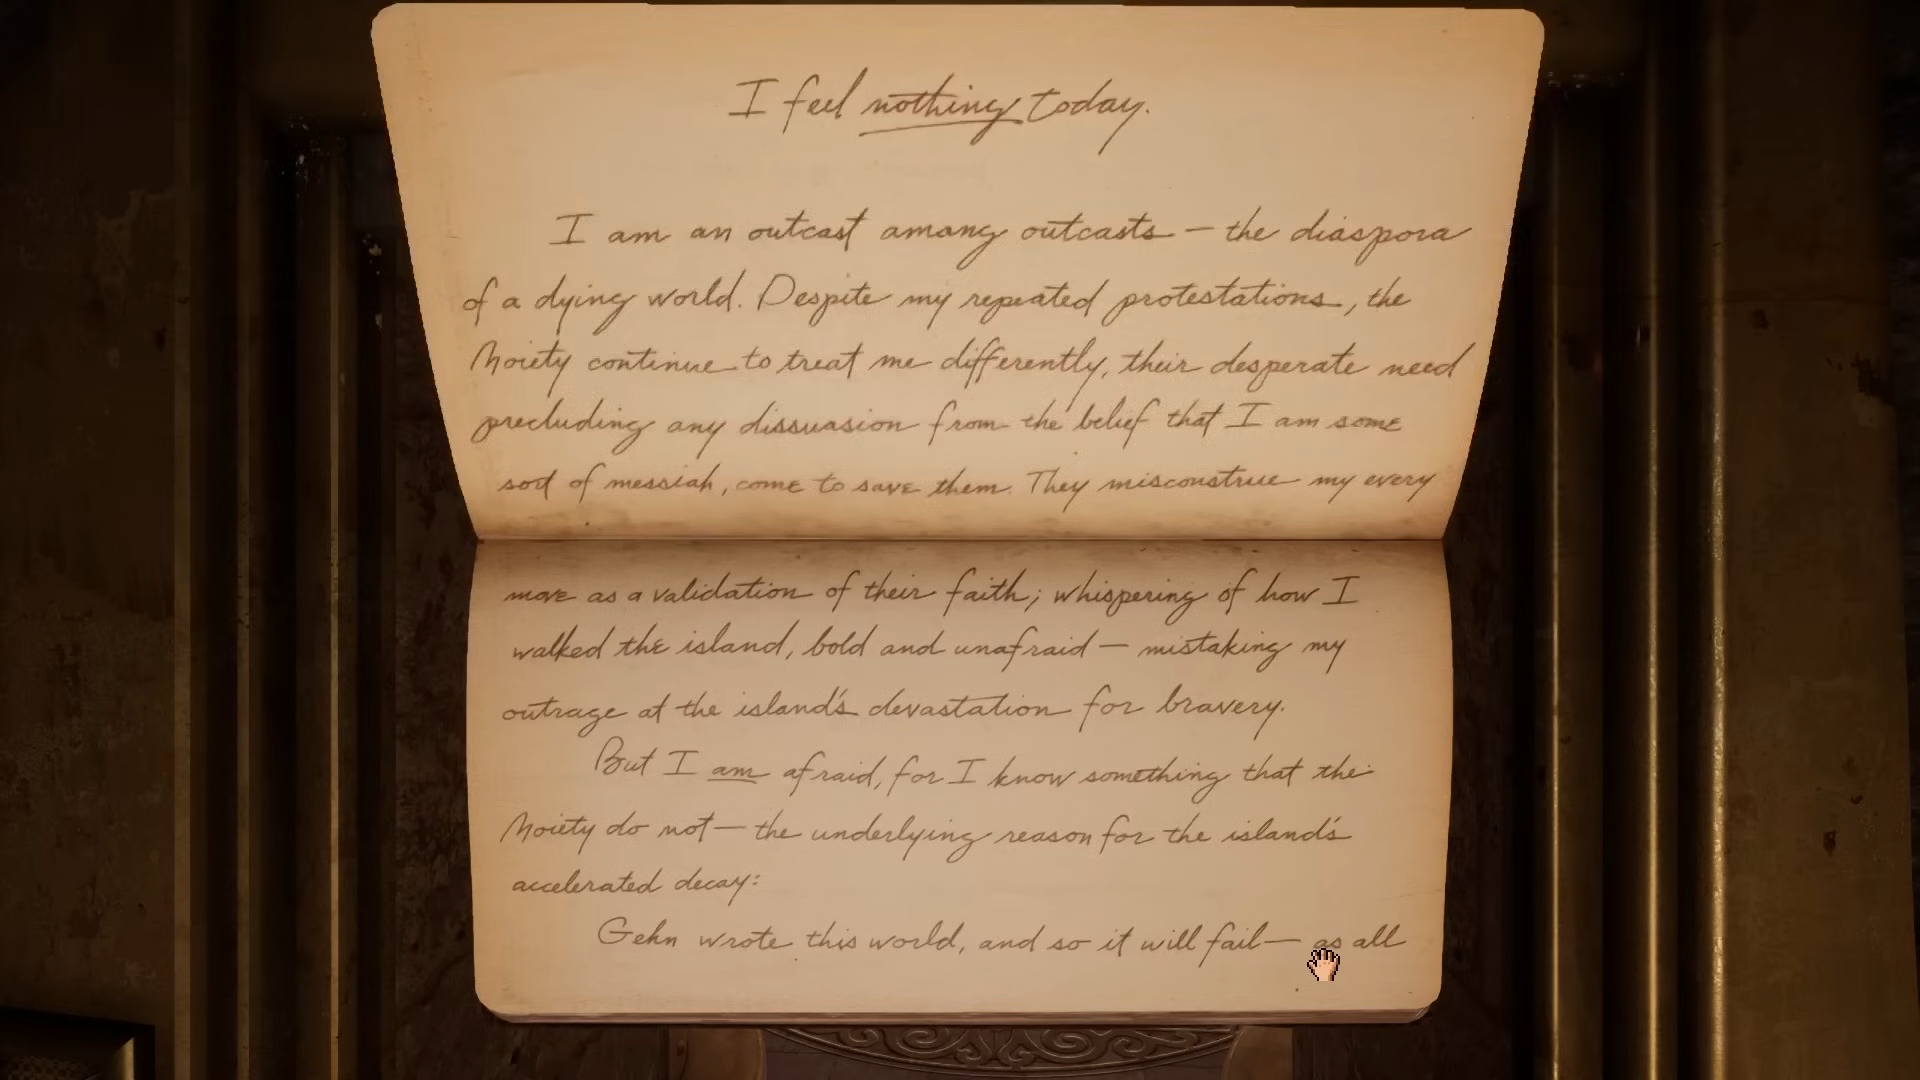 I feel nothing today.
I am an outcast among outcasts — the diaspora
of a dying world. Despite my repeated protestations, the
Moiety continue to treat me differently, their desperate need
precluding any dissuasion from the belief that I am some
sort of messiah, come to save them. They misconstrue my every
move as a validation of their faith; whispering of how I
walked the island, bold and unafraid — mistaking my
outrage at the island's devastation for bravery.
But I am afraid, for I know something that the
Moiety do not — the underlying reason for the island's
accelerated decay:
Gehn wrote this world, and so it will fail — as all